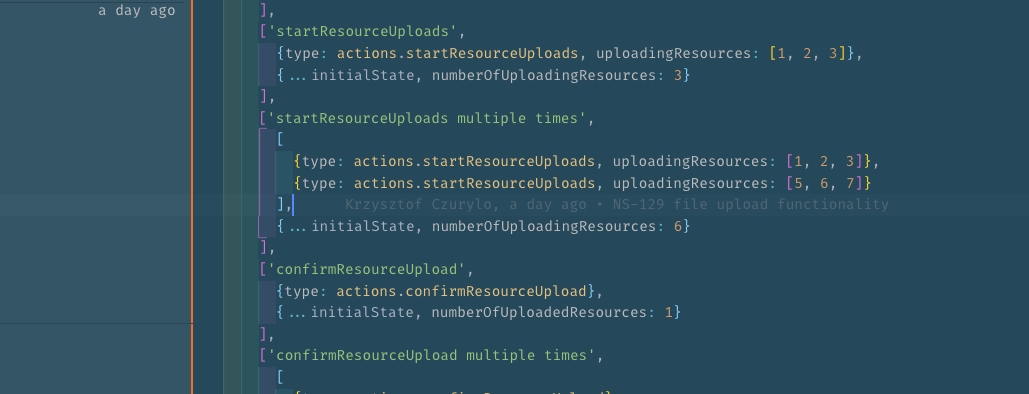 a day ago
],
['startResourceUploads',
{type: actions.startResourceUploads, uploadingResources: [1, 2, 3]},
{...initialState, numberOfUploadingResources: 3}
],
['startResourceUploads multiple times',
[
{type: actions.startResourceUploads, uploadingResources: [1, 2, 3]},
{type: actions.startResourceUploads, uploadingResources: [5, 6, 7]}
], Krzysztof Czurylo, a day ago • NS-129 file upload functionality
{...initialState, numberOfUploadingResources: 6}
],
['confirmResourceUpload',
{type: actions.confirmResourceUpload},
{...initialState, numberOfUploadedResources: 1}
],
['confirmResourceUpload multiple times',
[